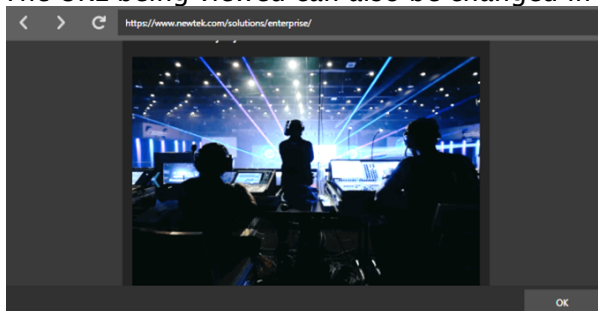 The URL being viewed can also be changed in
https://www.newtek.com/solutions/enterprise/
OK